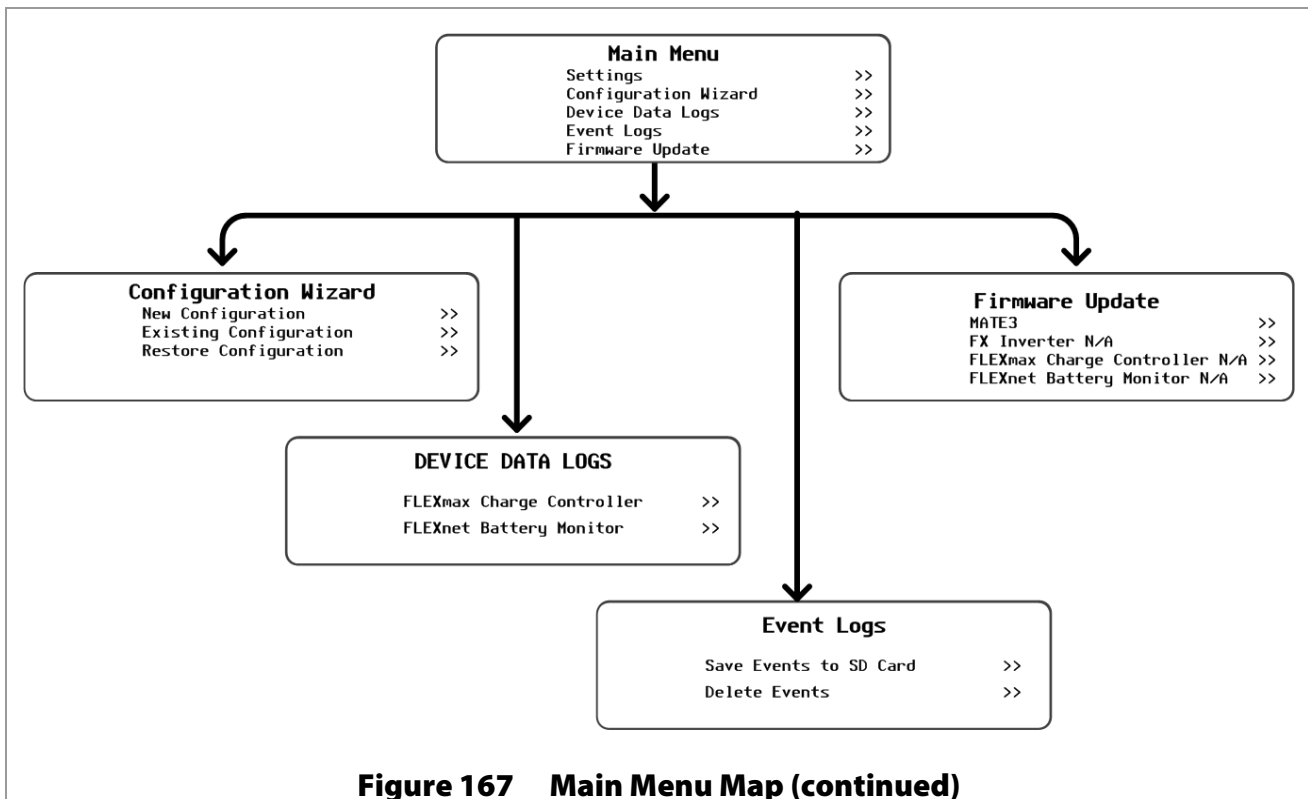 Main Menu
Settings >>
Configuration Wizard >>
Device Data Logs >>
Event Logs >>
Firmware Update >>
Configuration Wizard
New Configuration >>
Existing Configuration >>
Restore Configuration >>
Firmware Update
MATE3 >>
FX Inverter N/A >>
FLEXmax Charge Controller N/A >>
FLEXnet Battery Monitor N/A >>
DEVICE DATA LOGS
FLEXmax Charge Controller >>
FLEXnet Battery Monitor >>
Event Logs
Save Events to SD Card >>
Delete Events >>
Figure 167 Main Menu Map (continued)